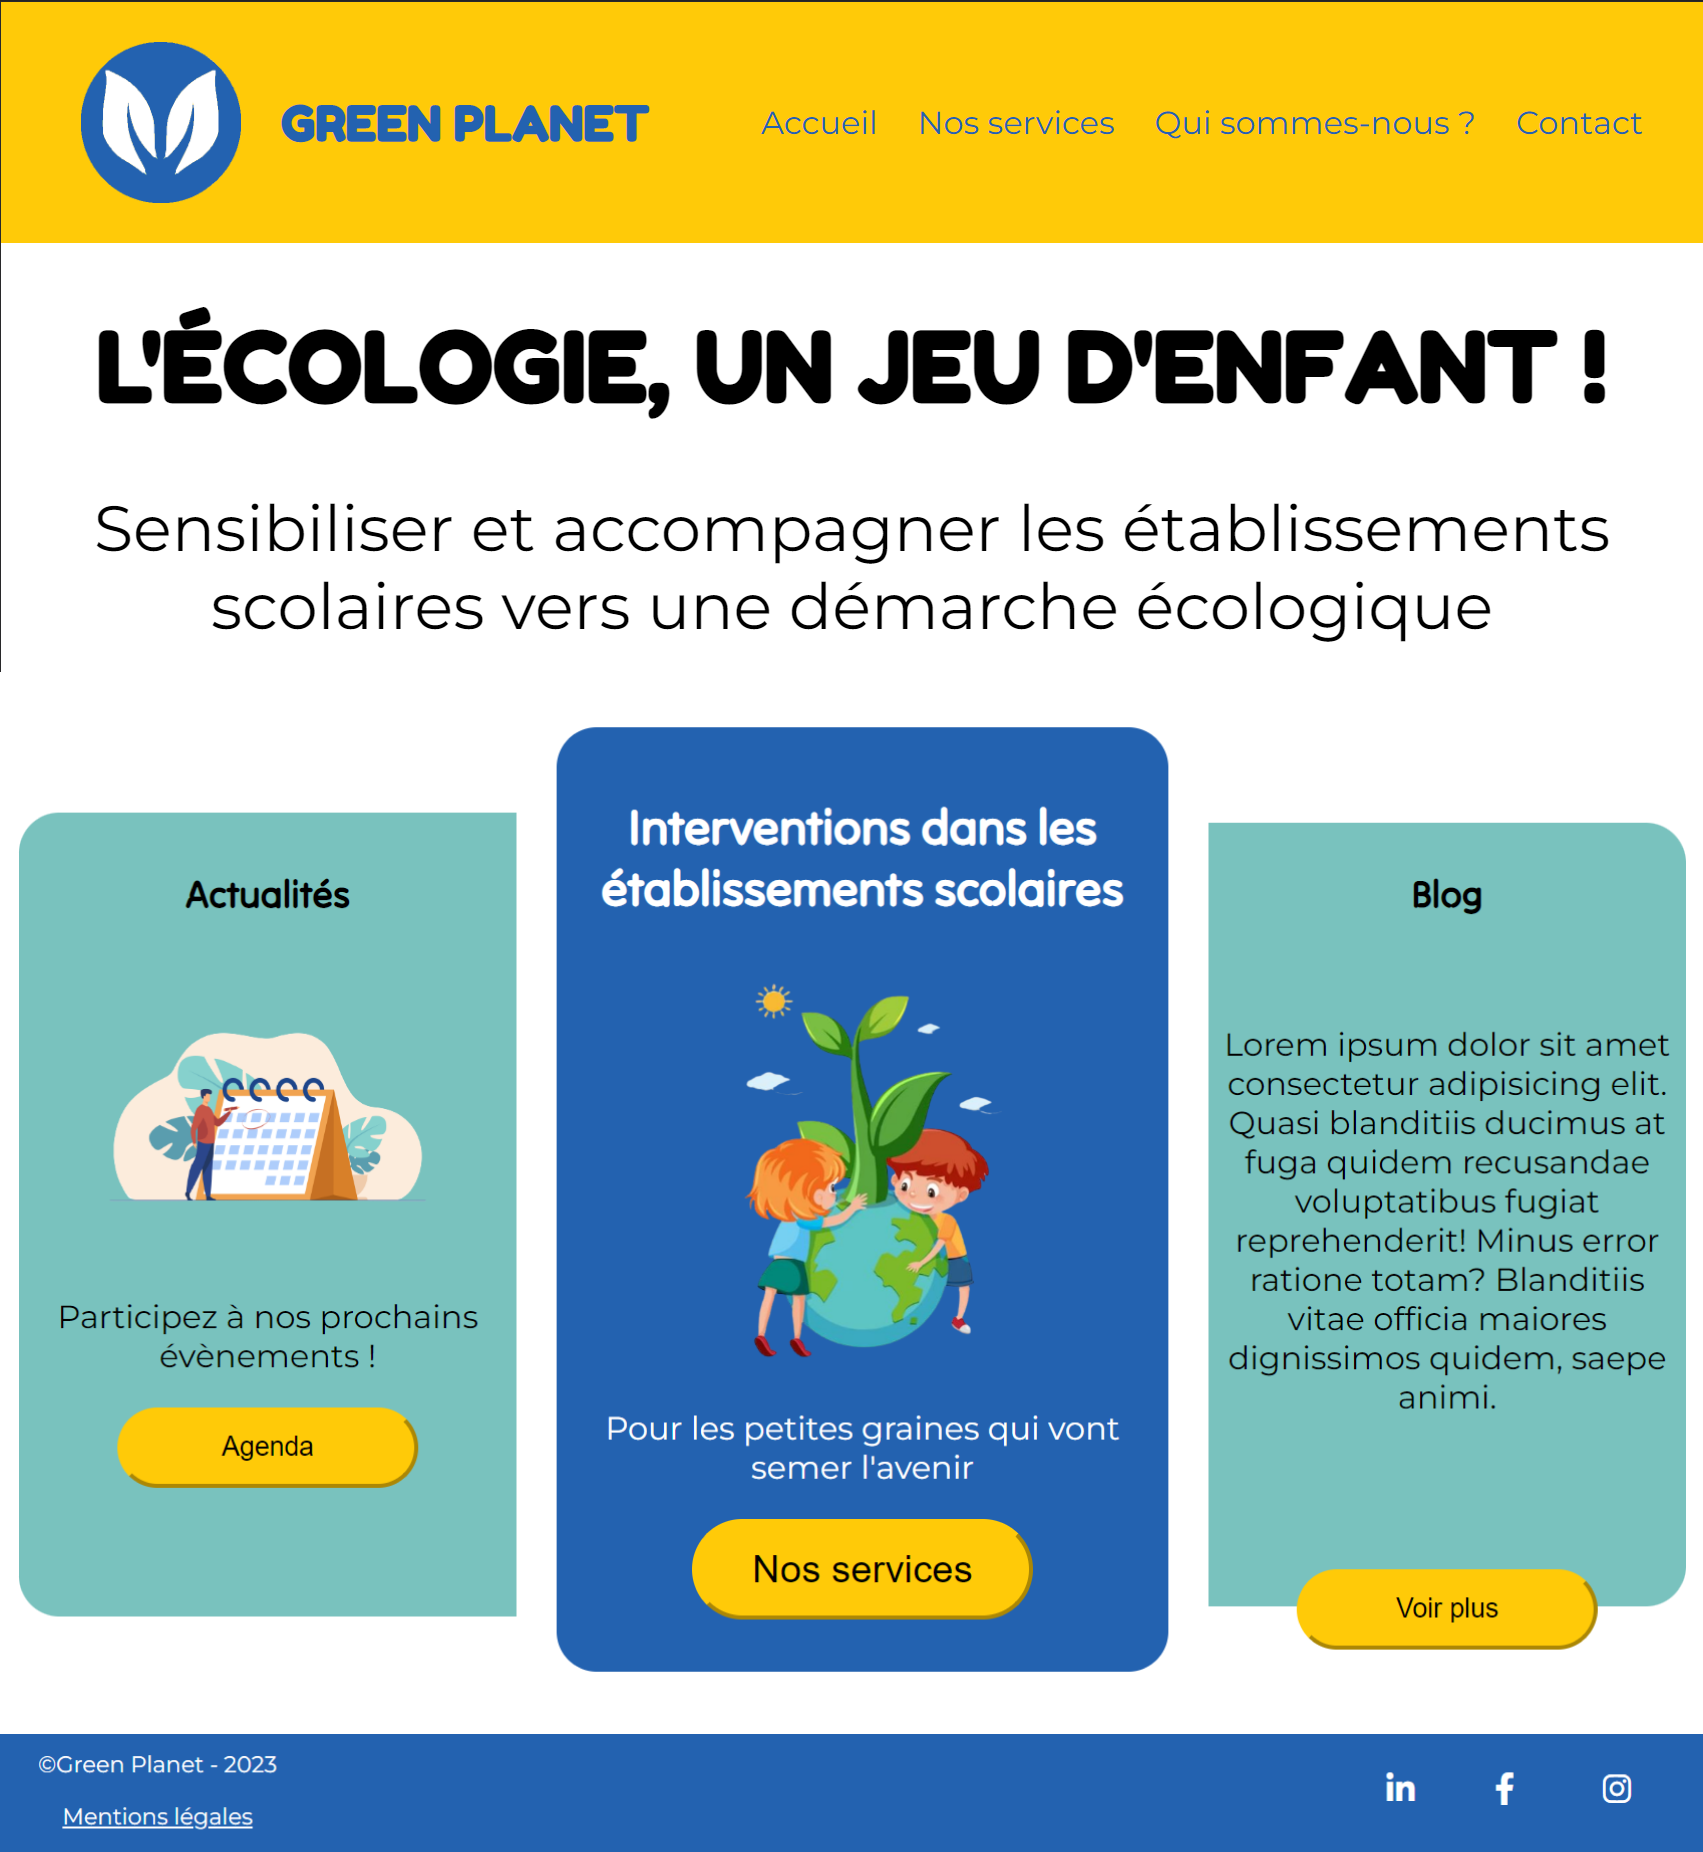 GREEN PLANET
Accueil Nos services Qui sommes-nous ? Contact
L'ÉCOLOGIE, UN JEU D'ENFANT !
Sensibiliser et accompagner les établissements
scolaires vers une démarche écologique
Actualités
Participez à nos prochains
évènements !
Agenda
Interventions dans les
établissements scolaires
Pour les petites graines qui vont
semer l'avenir
Nos services
Blog
Lorem ipsum dolor sit amet
consectetur adipisicing elit.
Quasi blanditiis ducimus at
fuga quidem recusandae
voluptatibus fugiat
reprehenderit! Minus error
ratione totam? Blanditiis
vitae officia maiores
dignissimos quidem, saepe
animi.
Voir plus
©Green Planet - 2023
Mentions légales